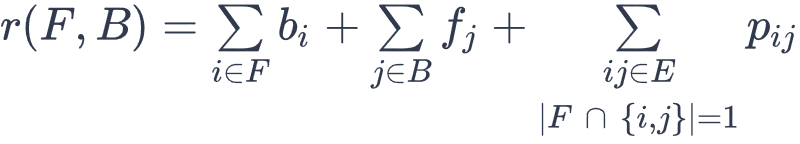 r(F, B) = ∑ b_i + ∑ f_j + ∑ p_{ij}
i∈F j∈B ij∈E
|F ∩ {i,j}|=1